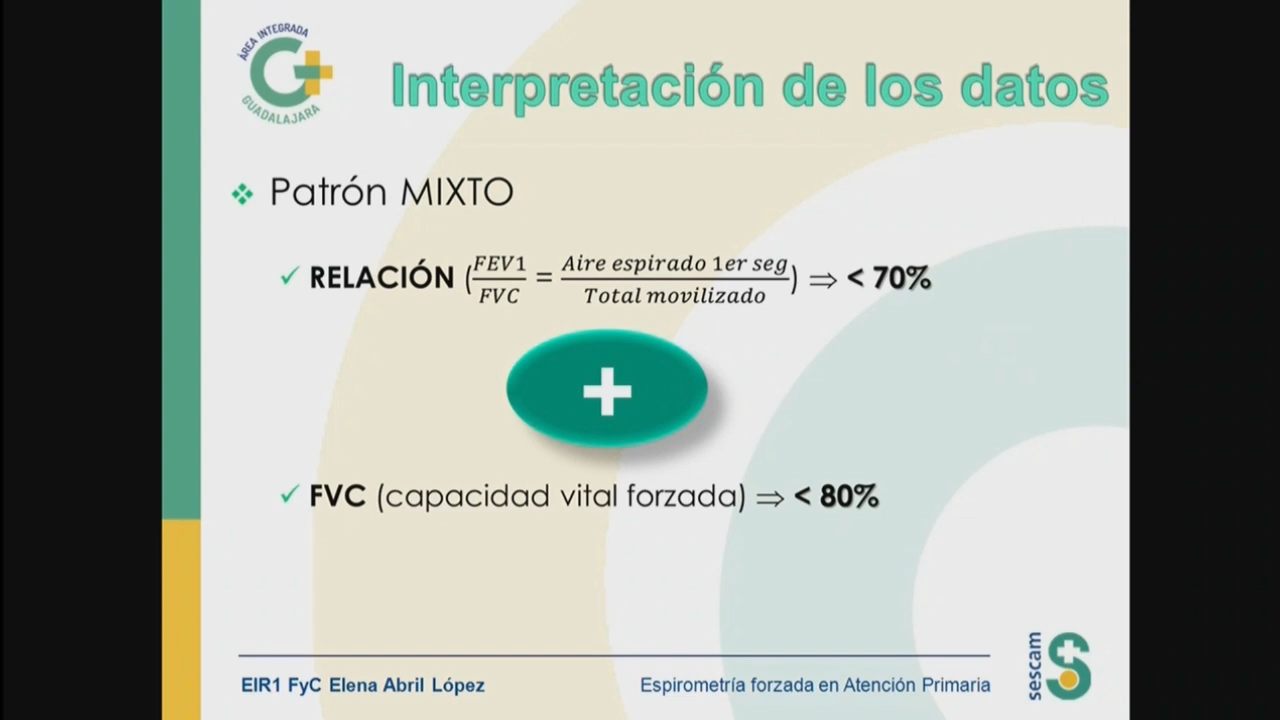 ÁREA INTEGRADA
GUADALAJARA
Interpretación de los datos
Patrón MIXTO
RELACIÓN (FEV1/FVC = Aire espirado 1er seg/Total movilizado) ⇒ < 70%
+
FVC (capacidad vital forzada) ⇒ < 80%
EIR1 FyC Elena Abril López
Espirometría forzada en Atención Primaria
sescam